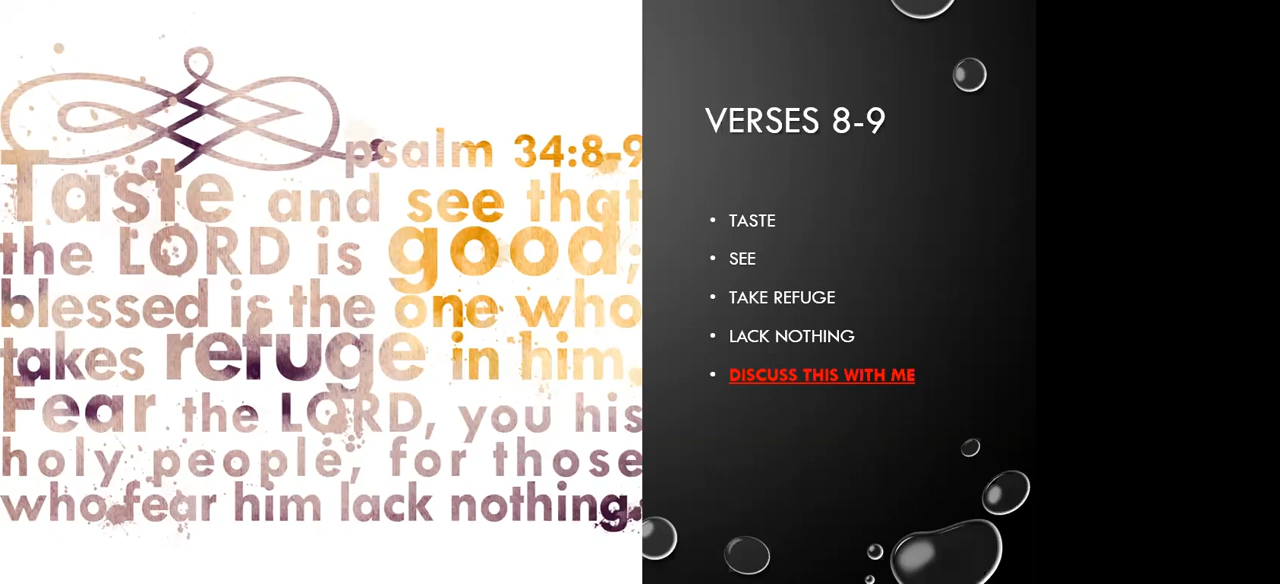 psalm 34:8-9
Taste and see that
the LORD is good;
blessed is the one who
takes refuge in him.
Fear the LORD, you his
holy people, for those
who fear him lack nothing.
VERSES 8-9
• TASTE
• SEE
• TAKE REFUGE
• LACK NOTHING
• DISCUSS THIS WITH ME